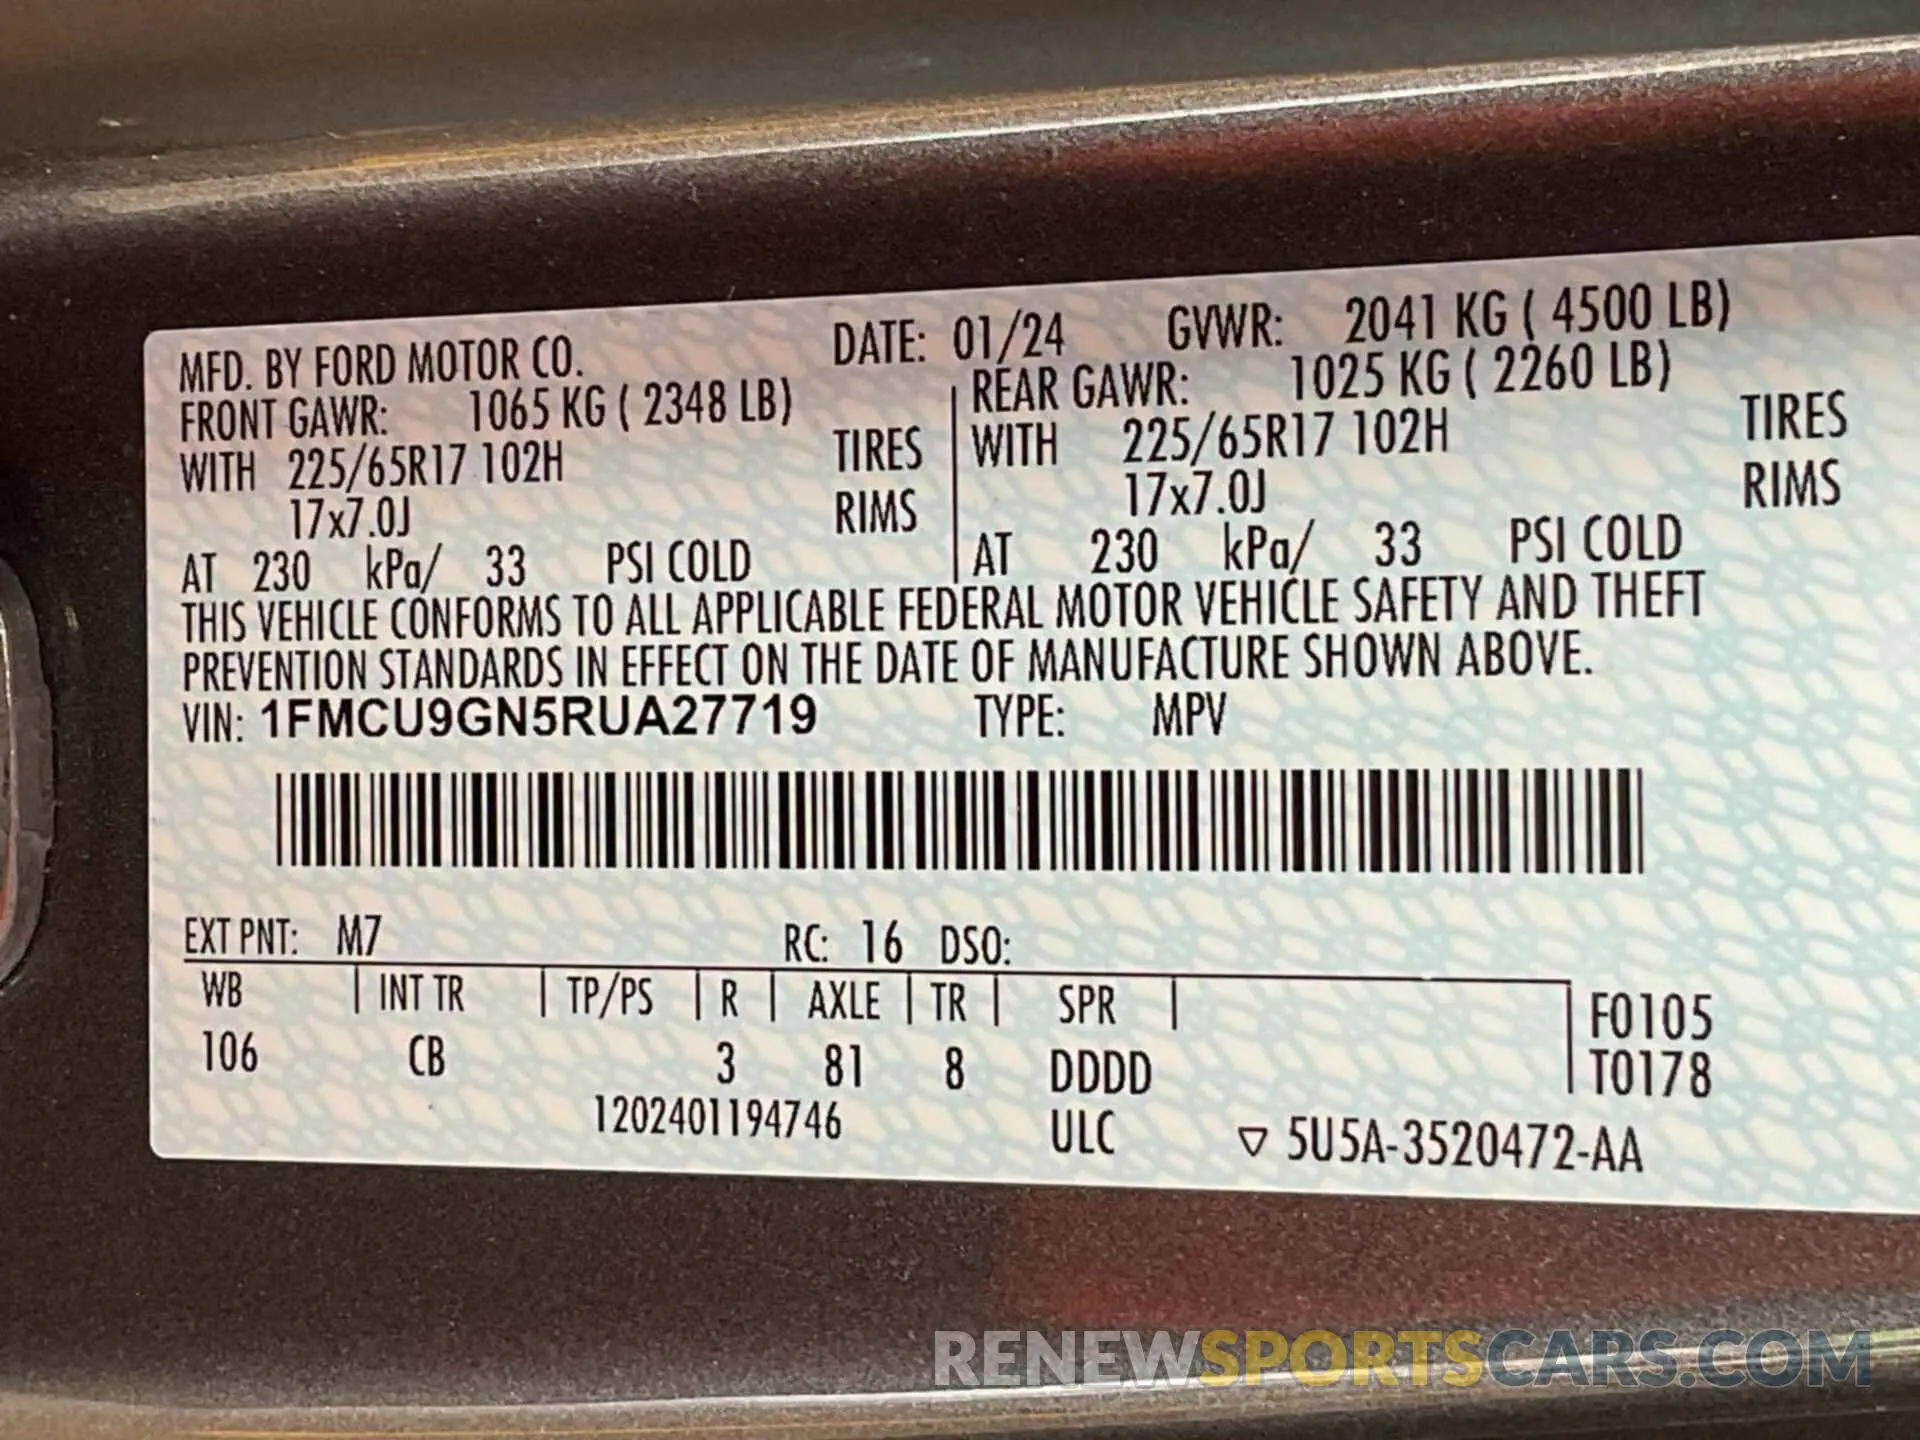 MFD. BY FORD MOTOR CO. DATE: 01/24 GVWR: 2041 KG ( 4500 LB)
FRONT GAWR: 1065 KG ( 2348 LB) REAR GAWR: 1025 KG ( 2260 LB)
WITH 225/65R17 102H TIRES WITH 225/65R17 102H TIRES
17x7.0J RIMS 17x7.0J RIMS
AT 230 kPa/ 33 PSI COLD AT 230 kPa/ 33 PSI COLD
THIS VEHICLE CONFORMS TO ALL APPLICABLE FEDERAL MOTOR VEHICLE SAFETY AND THEFT
PREVENTION STANDARDS IN EFFECT ON THE DATE OF MANUFACTURE SHOWN ABOVE.
VIN: 1FMCU9GN5RUA27719 TYPE: MPV
EXT PNT: M7 RC: 16 DSO:
WB | INT TR | TP/PS | R | AXLE | TR | SPR | F0105
106 CB 3 81 8 DDDD T0178
1202401194746 ULC ▽ 5U5A-3520472-AA
RENEWSPORTSCARS.COM